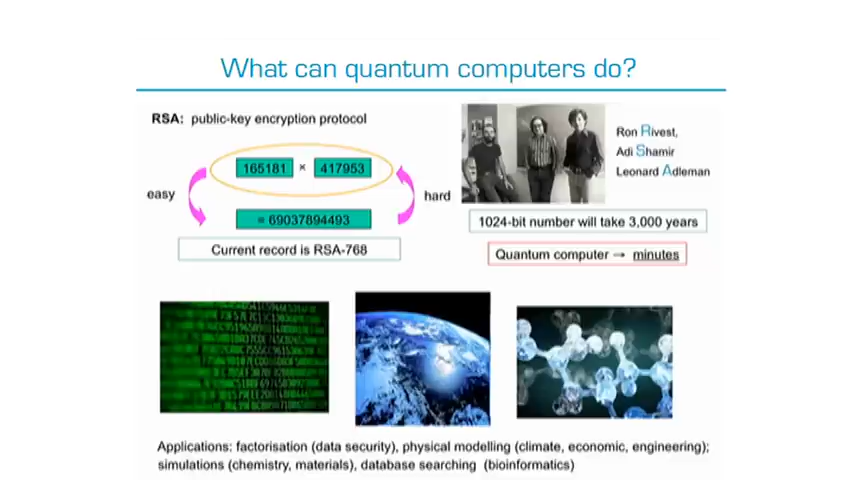 What can quantum computers do?
RSA: public-key encryption protocol
165181 × 417953
easy
hard
= 69037894493
Current record is RSA-768
Ron Rivest,
Adi Shamir
Leonard Adleman
1024-bit number will take 3,000 years
Quantum computer → minutes
Applications: factorisation (data security), physical modelling (climate, economic, engineering);
simulations (chemistry, materials), database searching (bioinformatics)